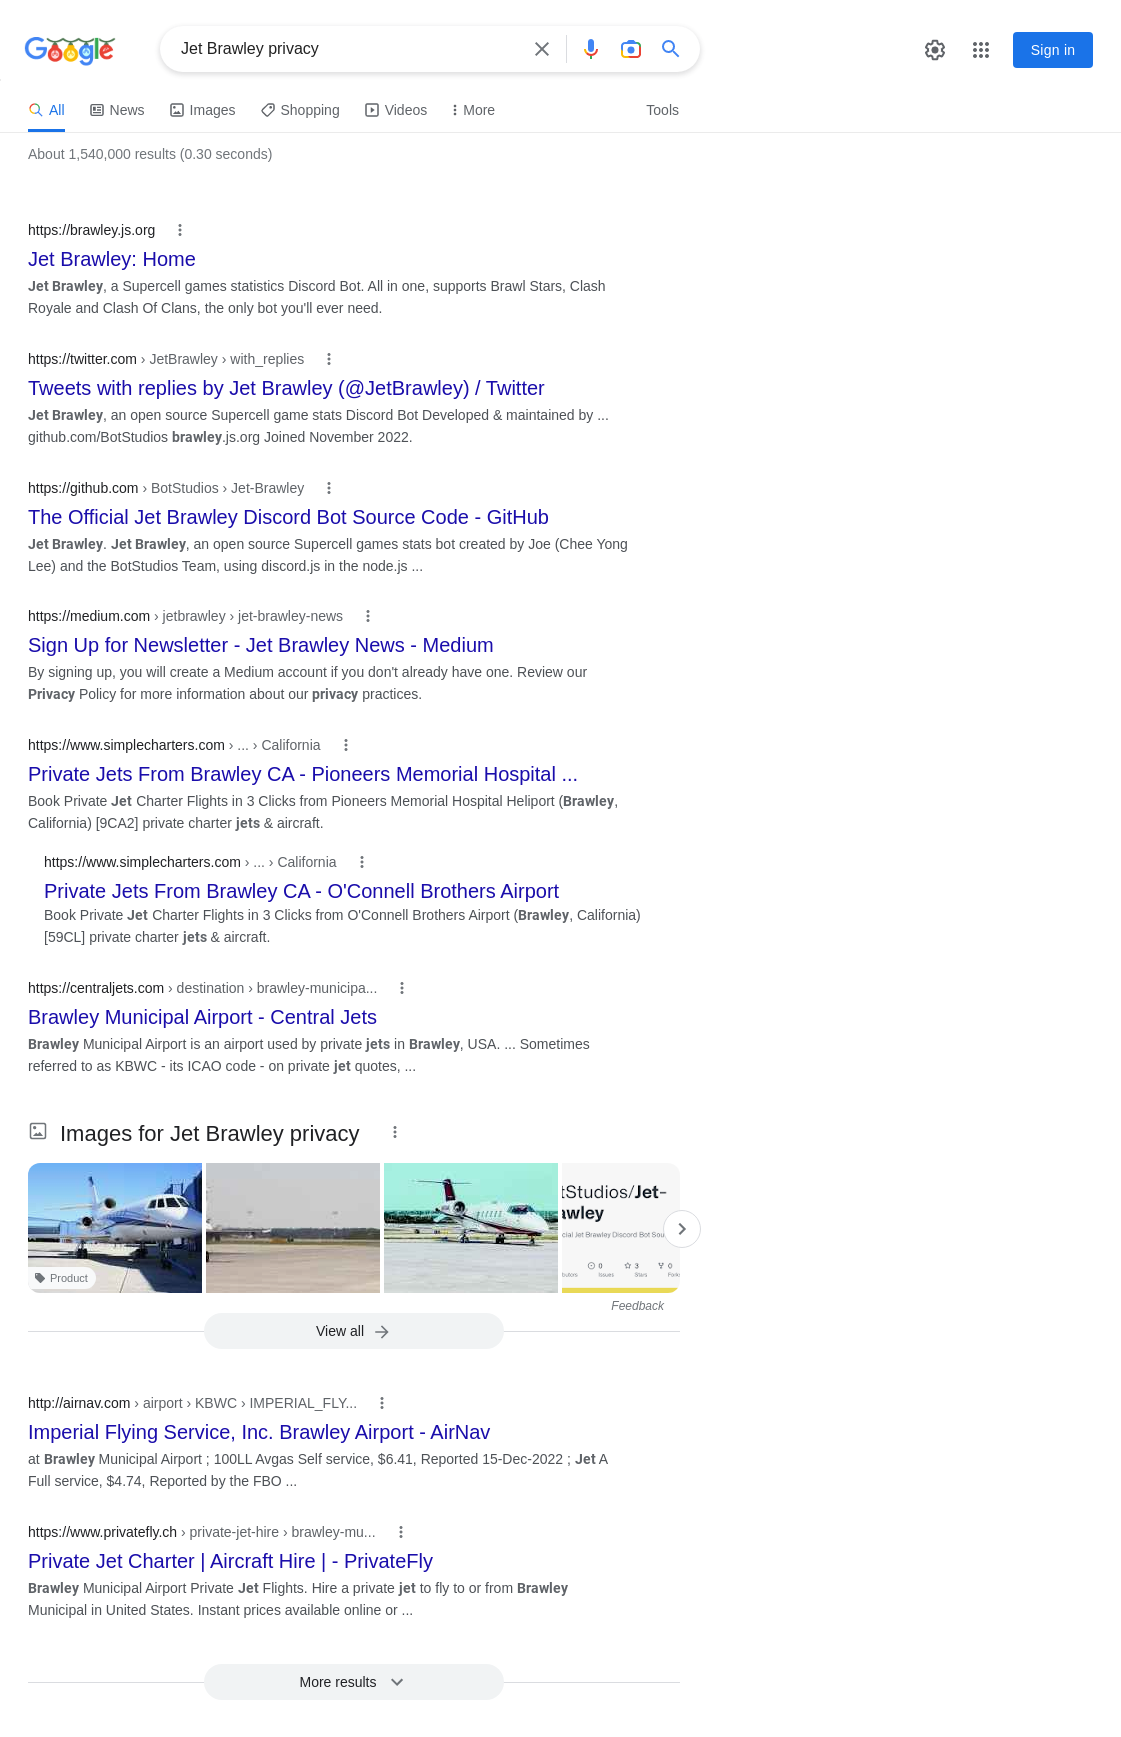 Google
Jet Brawley privacy
Sign in
All
News
Images
Shopping
Videos
More
Tools
About 1,540,000 results (0.30 seconds)
https://brawley.js.org
Jet Brawley: Home
Jet Brawley, a Supercell games statistics Discord Bot. All in one, supports Brawl Stars, Clash
Royale and Clash Of Clans, the only bot you'll ever need.
https://twitter.com › JetBrawley › with_replies
Tweets with replies by Jet Brawley (@JetBrawley) / Twitter
Jet Brawley, an open source Supercell game stats Discord Bot Developed & maintained by ...
github.com/BotStudios brawley.js.org Joined November 2022.
https://github.com › BotStudios › Jet-Brawley
The Official Jet Brawley Discord Bot Source Code - GitHub
Jet Brawley. Jet Brawley, an open source Supercell games stats bot created by Joe (Chee Yong
Lee) and the BotStudios Team, using discord.js in the node.js ...
https://medium.com › jetbrawley › jet-brawley-news
Sign Up for Newsletter - Jet Brawley News - Medium
By signing up, you will create a Medium account if you don't already have one. Review our
Privacy Policy for more information about our privacy practices.
https://www.simplecharters.com › ... › California
Private Jets From Brawley CA - Pioneers Memorial Hospital ...
Book Private Jet Charter Flights in 3 Clicks from Pioneers Memorial Hospital Heliport (Brawley,
California) [9CA2] private charter jets & aircraft.
https://www.simplecharters.com › ... › California
Private Jets From Brawley CA - O'Connell Brothers Airport
Book Private Jet Charter Flights in 3 Clicks from O'Connell Brothers Airport (Brawley, California)
[59CL] private charter jets & aircraft.
https://centraljets.com › destination › brawley-municipa...
Brawley Municipal Airport - Central Jets
Brawley Municipal Airport is an airport used by private jets in Brawley, USA. ... Sometimes
referred to as KBWC - its ICAO code - on private jet quotes, ...
Images for Jet Brawley privacy
Product
tStudios/Jet-
awley
cial Jet Brawley Discord Bot Sou
0
3
0
butors
Issues
Stars
Forks
Feedback
View all
http://airnav.com › airport › KBWC › IMPERIAL_FLY...
Imperial Flying Service, Inc. Brawley Airport - AirNav
at Brawley Municipal Airport ; 100LL Avgas Self service, $6.41, Reported 15-Dec-2022 ; Jet A
Full service, $4.74, Reported by the FBO ...
https://www.privatefly.ch › private-jet-hire › brawley-mu...
Private Jet Charter | Aircraft Hire | - PrivateFly
Brawley Municipal Airport Private Jet Flights. Hire a private jet to fly to or from Brawley
Municipal in United States. Instant prices available online or ...
More results